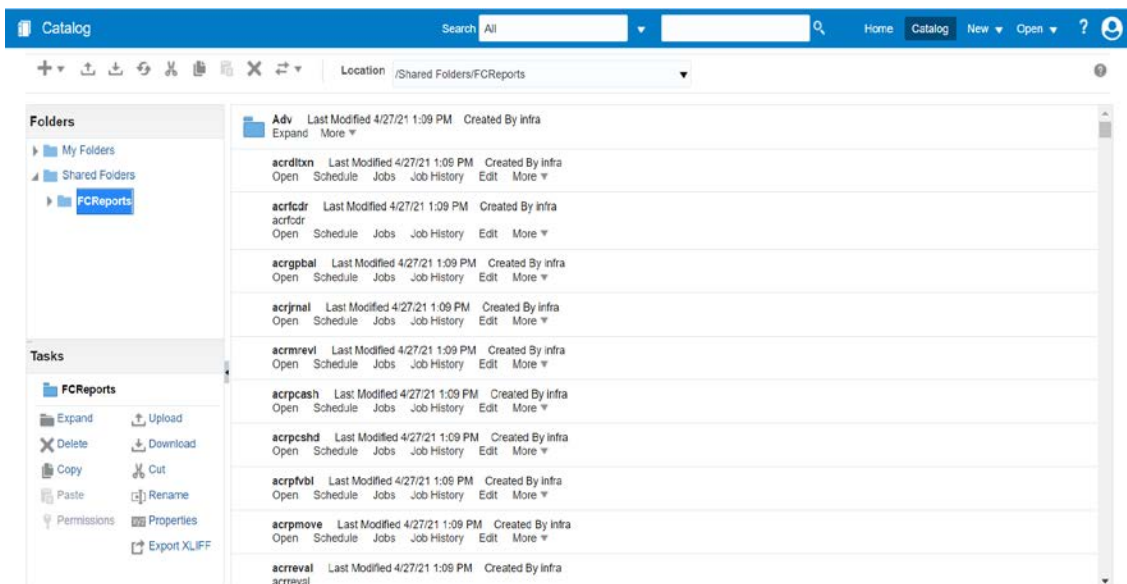 Catalog
Search All
Home Catalog New Open ?
Location /Shared Folders/FCReports
Folders
My Folders
Shared Folders
FCReports
Tasks
FCReports
Expand Upload
Delete Download
Copy Cut
Paste Rename
Permissions Properties
Export XLIFF
Adv Last Modified 4/27/21 1:09 PM Created By infra
Expand More
acrdltxn Last Modified 4/27/21 1:09 PM Created By infra
Open Schedule Jobs Job History Edit More
acrfcdr Last Modified 4/27/21 1:09 PM Created By infra
acrfcdr
Open Schedule Jobs Job History Edit More
acrgpbal Last Modified 4/27/21 1:09 PM Created By infra
Open Schedule Jobs Job History Edit More
acrjrnal Last Modified 4/27/21 1:09 PM Created By infra
Open Schedule Jobs Job History Edit More
acrmrevl Last Modified 4/27/21 1:09 PM Created By infra
Open Schedule Jobs Job History Edit More
acrpcash Last Modified 4/27/21 1:09 PM Created By infra
Open Schedule Jobs Job History Edit More
acrpcshd Last Modified 4/27/21 1:09 PM Created By infra
Open Schedule Jobs Job History Edit More
acrpfvbl Last Modified 4/27/21 1:09 PM Created By infra
Open Schedule Jobs Job History Edit More
acrpmove Last Modified 4/27/21 1:09 PM Created By infra
Open Schedule Jobs Job History Edit More
acrreval Last Modified 4/27/21 1:09 PM Created By infra
acrreval